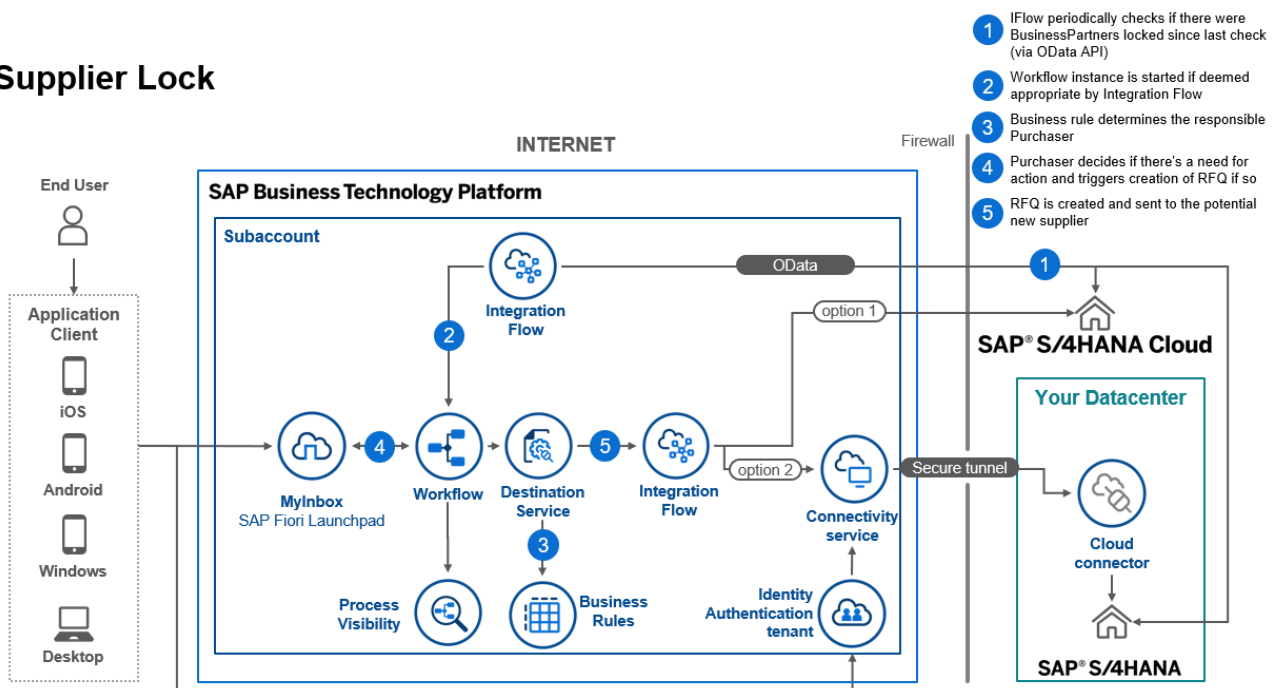 Supplier Lock
1
IFlow periodically checks if there were
BusinessPartners locked since last check
(via OData API)
2
Workflow instance is started if deemed
appropriate by Integration Flow
3
Business rule determines the responsible
Purchaser
4
Purchaser decides if there's a need for
action and triggers creation of RFQ if so
5
RFQ is created and sent to the potential
new supplier
INTERNET
Firewall
End User
Application
Client
iOS
Android
Windows
Desktop
SAP Business Technology Platform
Subaccount
Integration
Flow
OData
1
option 1
2
SAP® S/4HANA Cloud
Your Datacenter
4
5
option 2
Secure tunnel
MyInbox
SAP Fiori Launchpad
Workflow
Destination
Service
Integration
Flow
Connectivity
service
3
Cloud
connector
Process
Visibility
Business
Rules
Identity
Authentication
tenant
SAP® S/4HANA